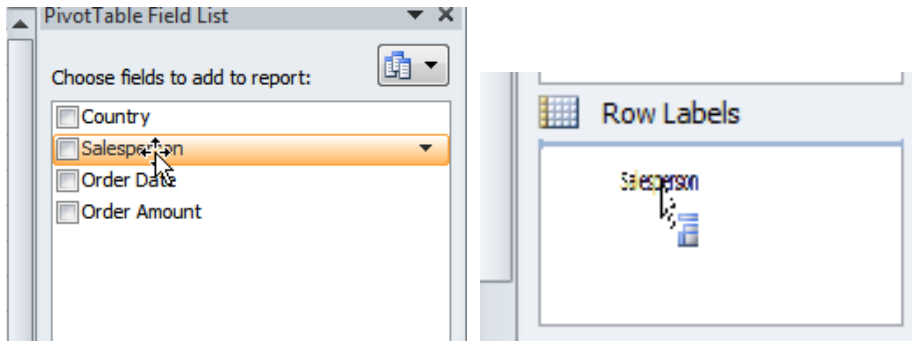 PivotTable Field List
Choose fields to add to report:
Country
Salesperson
Order Date
Order Amount
Row Labels
Salesperson